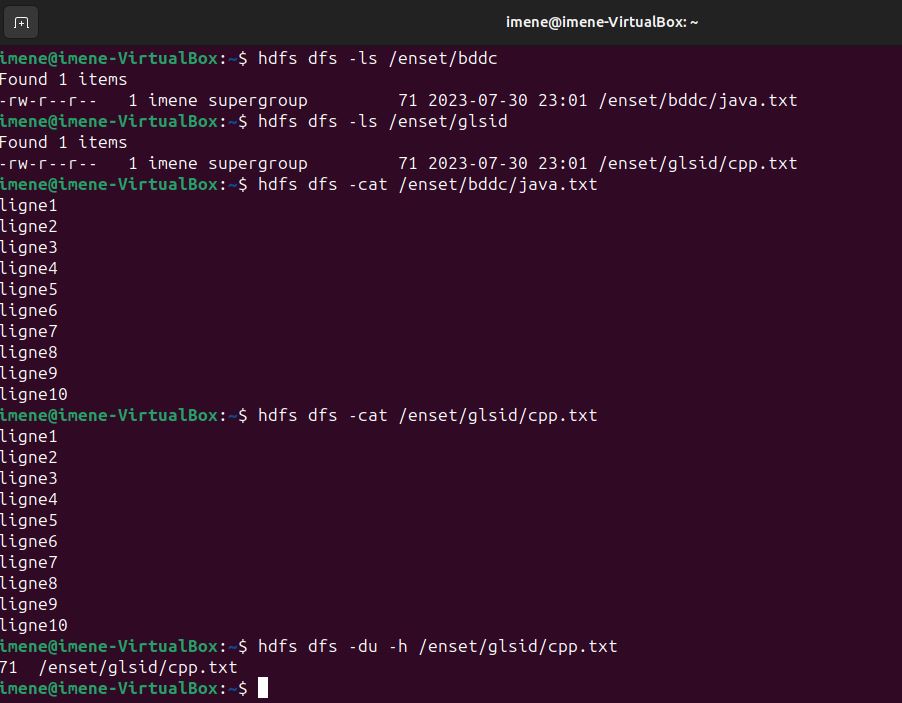 imene@imene-VirtualBox: ~
imene@imene-VirtualBox:~$ hdfs dfs -ls /enset/bddc
Found 1 items
-rw-r--r--   1 imene supergroup         71 2023-07-30 23:01 /enset/bddc/java.txt
imene@imene-VirtualBox:~$ hdfs dfs -ls /enset/glsid
Found 1 items
-rw-r--r--   1 imene supergroup         71 2023-07-30 23:01 /enset/glsid/cpp.txt
imene@imene-VirtualBox:~$ hdfs dfs -cat /enset/bddc/java.txt
ligne1
ligne2
ligne3
ligne4
ligne5
ligne6
ligne7
ligne8
ligne9
ligne10
imene@imene-VirtualBox:~$ hdfs dfs -cat /enset/glsid/cpp.txt
ligne1
ligne2
ligne3
ligne4
ligne5
ligne6
ligne7
ligne8
ligne9
ligne10
imene@imene-VirtualBox:~$ hdfs dfs -du -h /enset/glsid/cpp.txt
71  /enset/glsid/cpp.txt
imene@imene-VirtualBox:~$